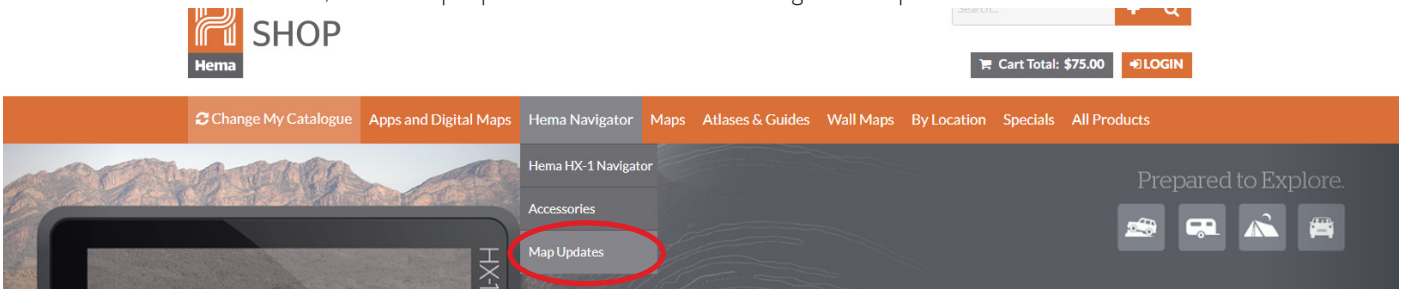 Search...
SHOP
Hema
Cart Total: $75.00
LOGIN
Change My Catalogue
Apps and Digital Maps
Hema Navigator
Maps
Atlases & Guides
Wall Maps
By Location
Specials
All Products
Hema HX-1 Navigator
Accessories
Map Updates
HX-1
Prepared to Explore.